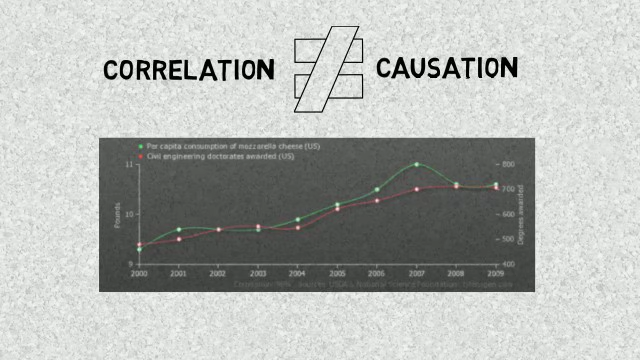 CORRELATION ≠ CAUSATION
Per capita consumption of mozzarella cheese (US)
Civil engineering doctorates awarded (US)
11 800
700
10 600
500
9 400
Pounds
Degrees awarded
2000 2001 2002 2003 2004 2005 2006 2007 2008 2009